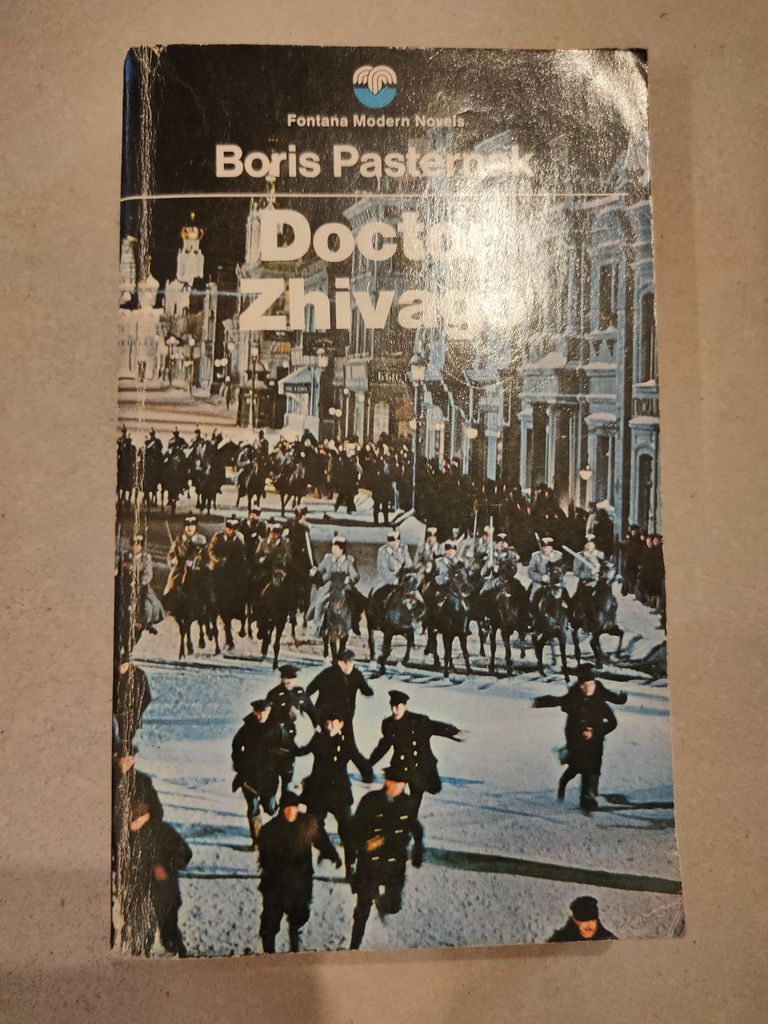 Fontana Modern Novels
Boris Pasternak
Doctor
Zhivago